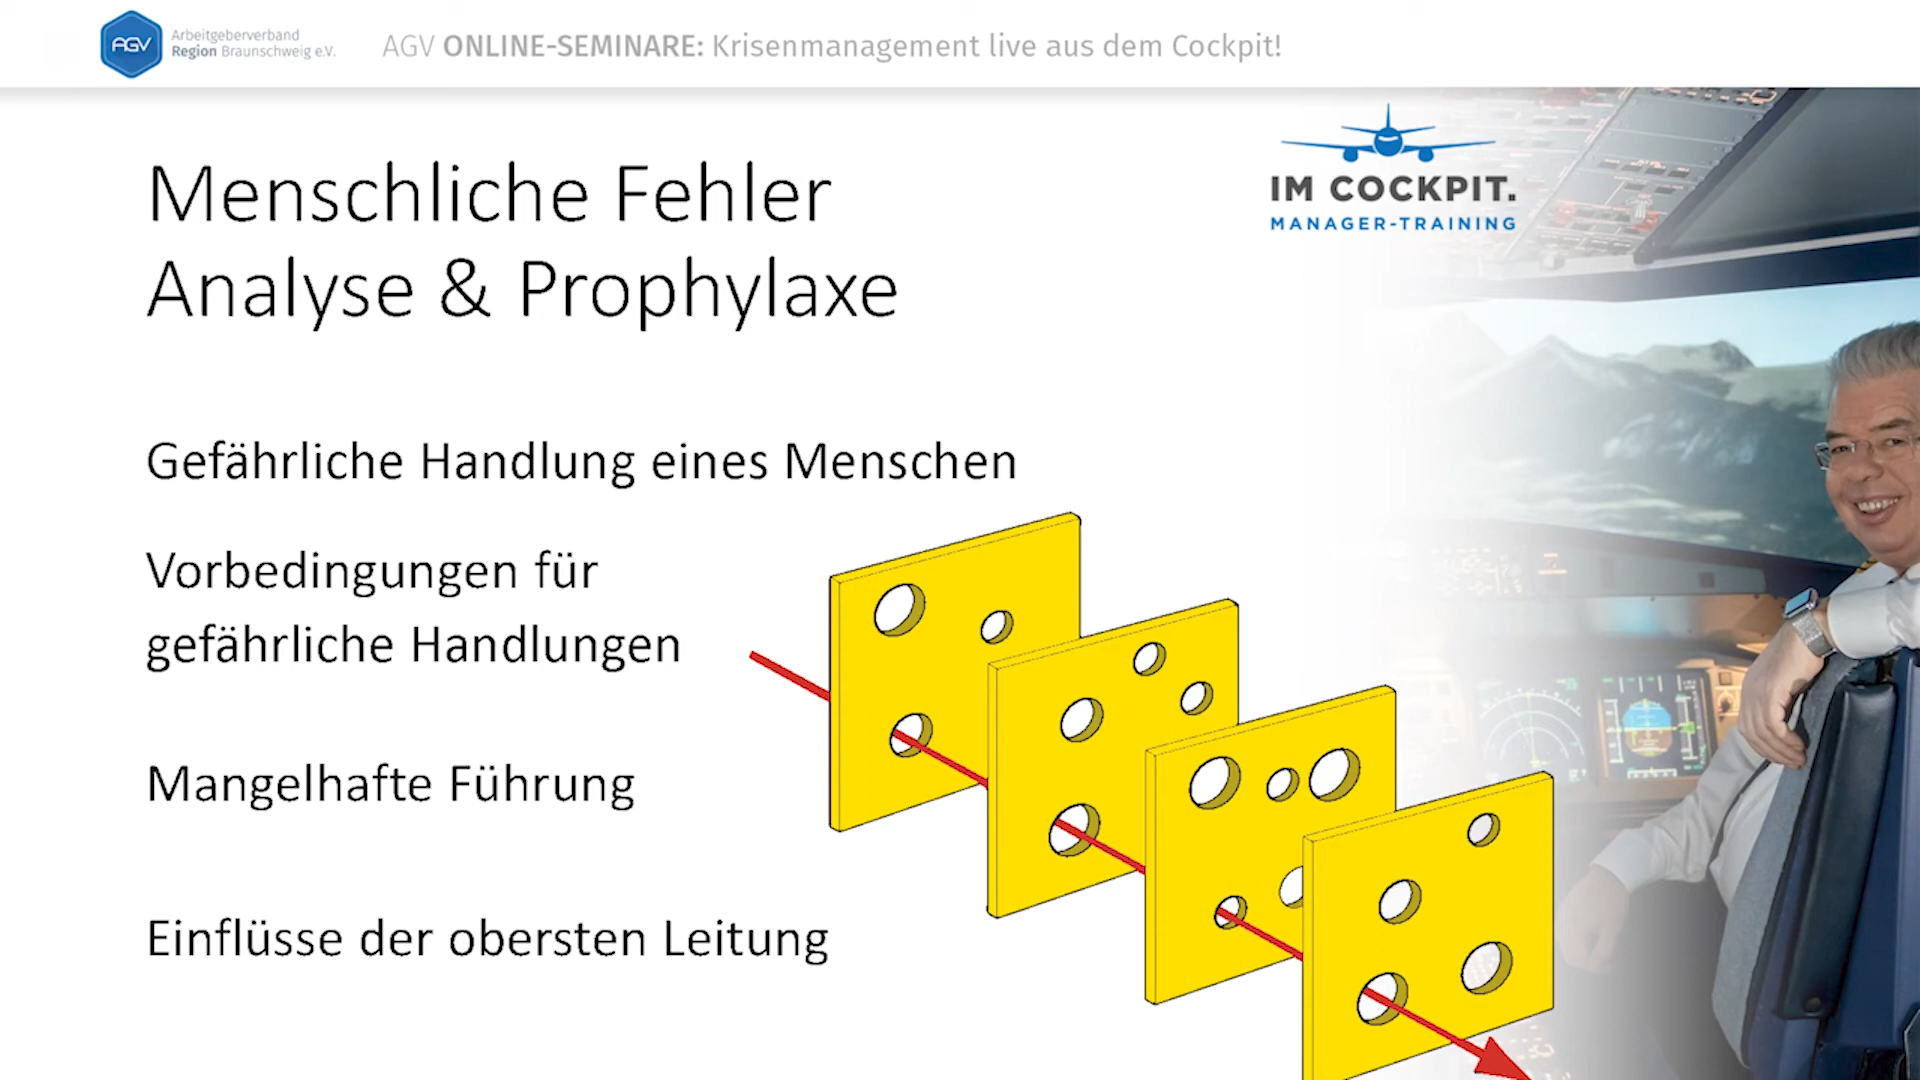 AGV
Arbeitgeberverband
Region Braunschweig e.V.
AGV ONLINE-SEMINARE: Krisenmanagement live aus dem Cockpit!
IM COCKPIT.
MANAGER-TRAINING
Menschliche Fehler
Analyse & Prophylaxe
Gefährliche Handlung eines Menschen
Vorbedingungen für
gefährliche Handlungen
Mangelhafte Führung
Einflüsse der obersten Leitung